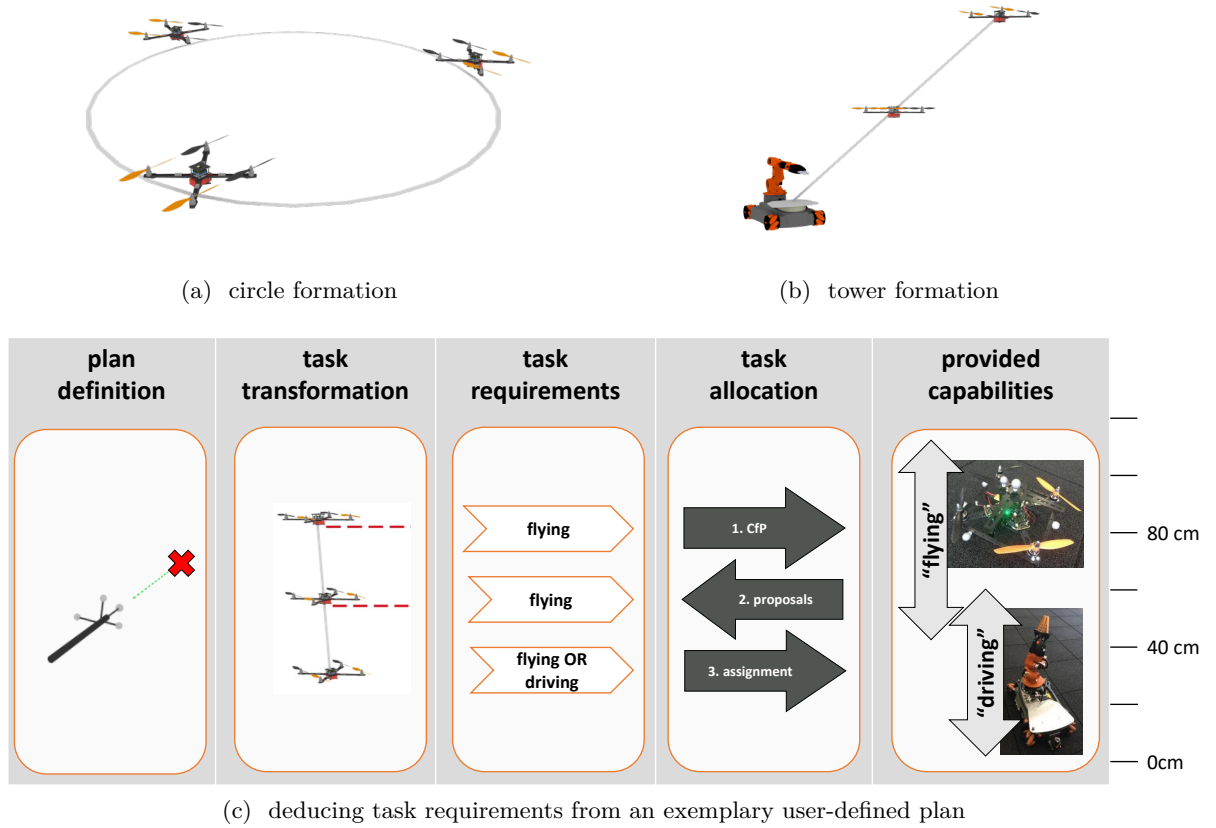 (a) circle formation
(b) tower formation
plan
definition
task
transformation
task
requirements
task
allocation
provided
capabilities
flying
flying
flying OR
driving
1. CfP
2. proposals
3. assignment
“flying”
“driving”
80 cm
40 cm
0cm
(c) deducing task requirements from an exemplary user-defined plan